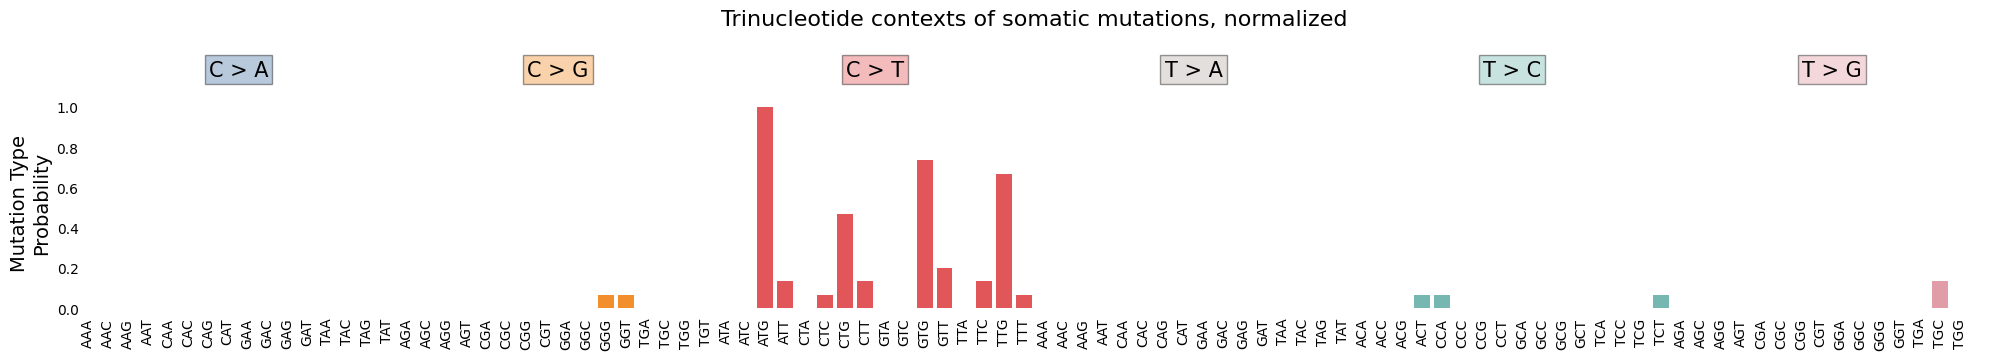 Trinucleotide contexts of somatic mutations, normalized
C > A
C > G
C > T
T > A
T > C
T > G
Mutation Type
Probability
1.0
0.8
0.6
0.4
0.2
0.0
AAA
AAC
AAG
AAT
CAA
CAC
CAG
CAT
GAA
GAC
GAG
GAT
TAA
TAC
TAG
TAT
AGA
AGC
AGG
AGT
CGA
CGC
CGG
CGT
GGA
GGC
GGG
GGT
TGA
TGC
TGG
TGT
ATA
ATC
ATG
ATT
CTA
CTC
CTG
CTT
GTA
GTC
GTG
GTT
TTA
TTC
TTG
TTT
AAA
AAC
AAG
AAT
CAA
CAC
CAG
CAT
GAA
GAC
GAG
GAT
TAA
TAC
TAG
TAT
ACA
ACC
ACG
ACT
CCA
CCC
CCG
CCT
GCA
GCC
GCG
GCT
TCA
TCC
TCG
TCT
AGA
AGC
AGG
AGT
CGA
CGC
CGG
CGT
GGA
GGC
GGG
GGT
TGA
TGC
TGG